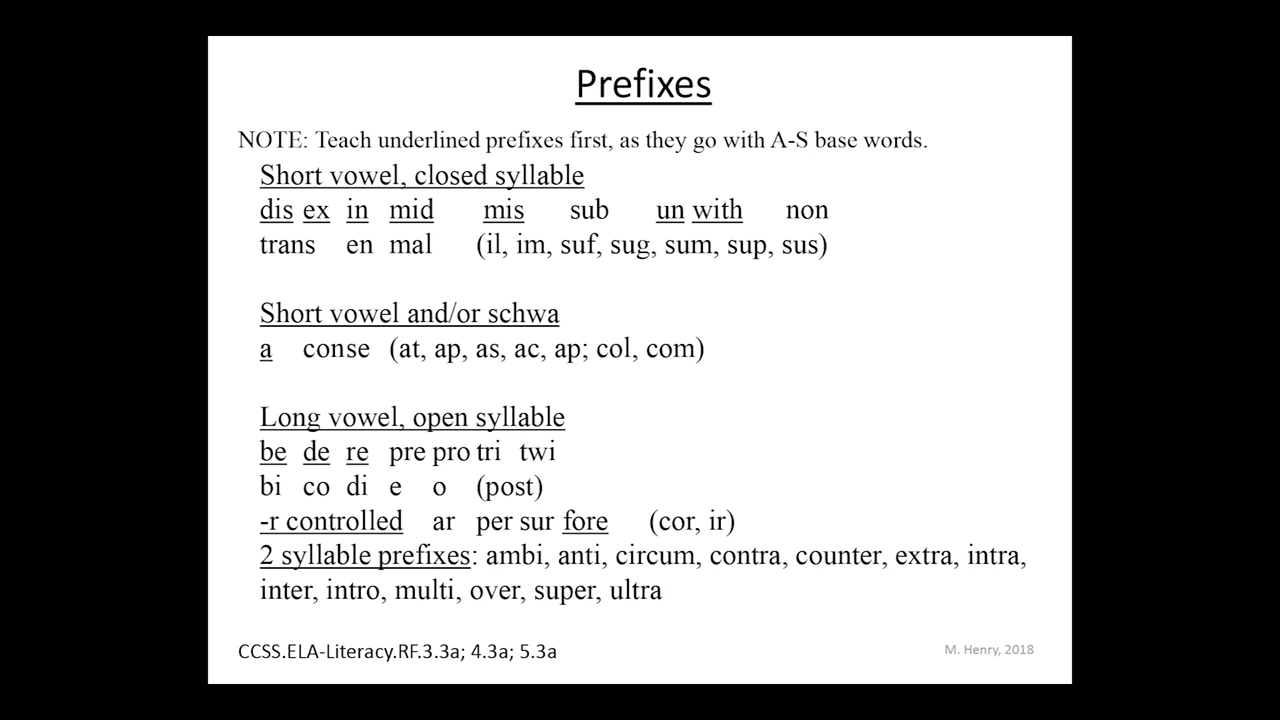 Prefixes
NOTE: Teach underlined prefixes first, as they go with A-S base words.
Short vowel, closed syllable
dis ex in mid mis sub un with non
trans en mal (il, im, suf, sug, sum, sup, sus)
Short vowel and/or schwa
a conse (at, ap, as, ac, ap; col, com)
Long vowel, open syllable
be de re pre pro tri twi
bi co di e o (post)
-r controlled ar per sur fore (cor, ir)
2 syllable prefixes: ambi, anti, circum, contra, counter, extra, intra,
inter, intro, multi, over, super, ultra
CCSS.ELA-Literacy.RF.3.3a; 4.3a; 5.3a
M. Henry, 2018